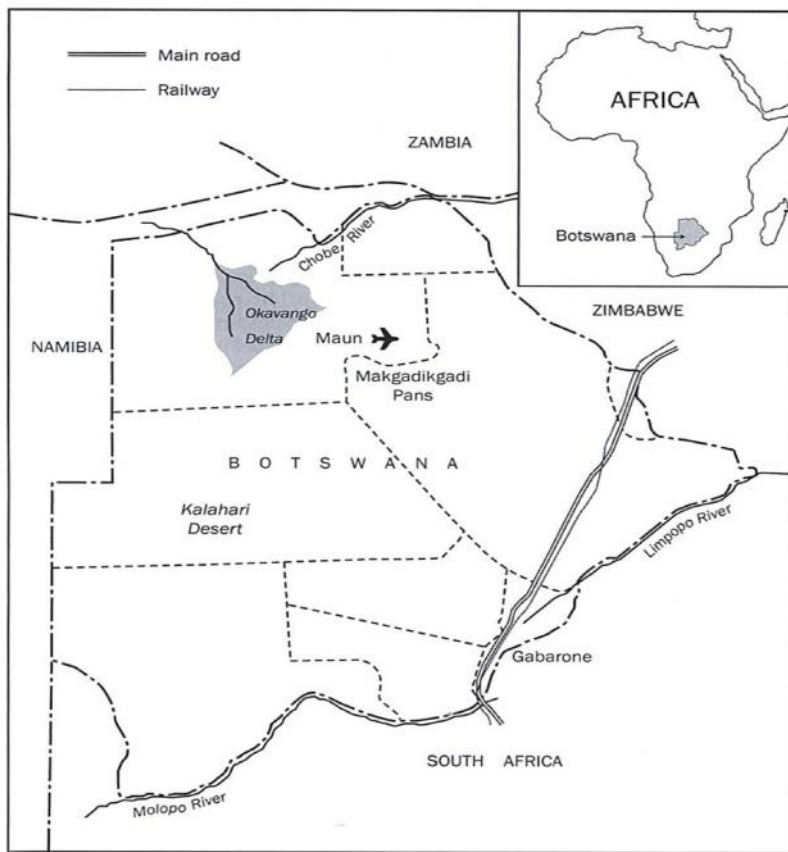 Main road
Railway
AFRICA
Botswana
ZAMBIA
Chobe River
ZIMBABWE
Okavango
Delta
NAMIBIA
Maun
Makgadikgadi
Pans
BOTSWANA
Kalahari
Desert
Limpopo River
Gabarone
SOUTH AFRICA
Molopo River